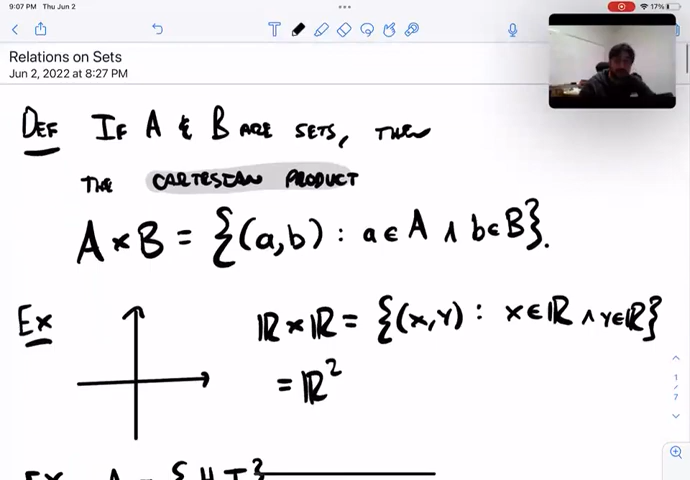 9:07 PM Thu Jun 2
17%
Relations on Sets
Jun 2, 2022 at 8:27 PM
DEF IF A & B ARE SETS, THEN
THE CARTESIAN PRODUCT
A × B = {(a,b) : a ∈ A ∧ b ∈ B}.
EX ℝ × ℝ = {(x,y) : x ∈ ℝ ∧ y ∈ ℝ}
= ℝ²
1
/
7
EX A = {H,T}